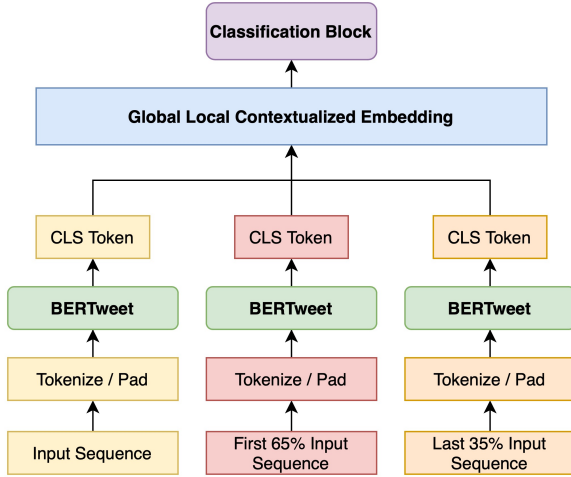 Classification Block
Global Local Contextualized Embedding
CLS Token
CLS Token
CLS Token
BERTweet
BERTweet
BERTweet
Tokenize / Pad
Tokenize / Pad
Tokenize / Pad
Input Sequence
First 65% Input
Sequence
Last 35% Input
Sequence